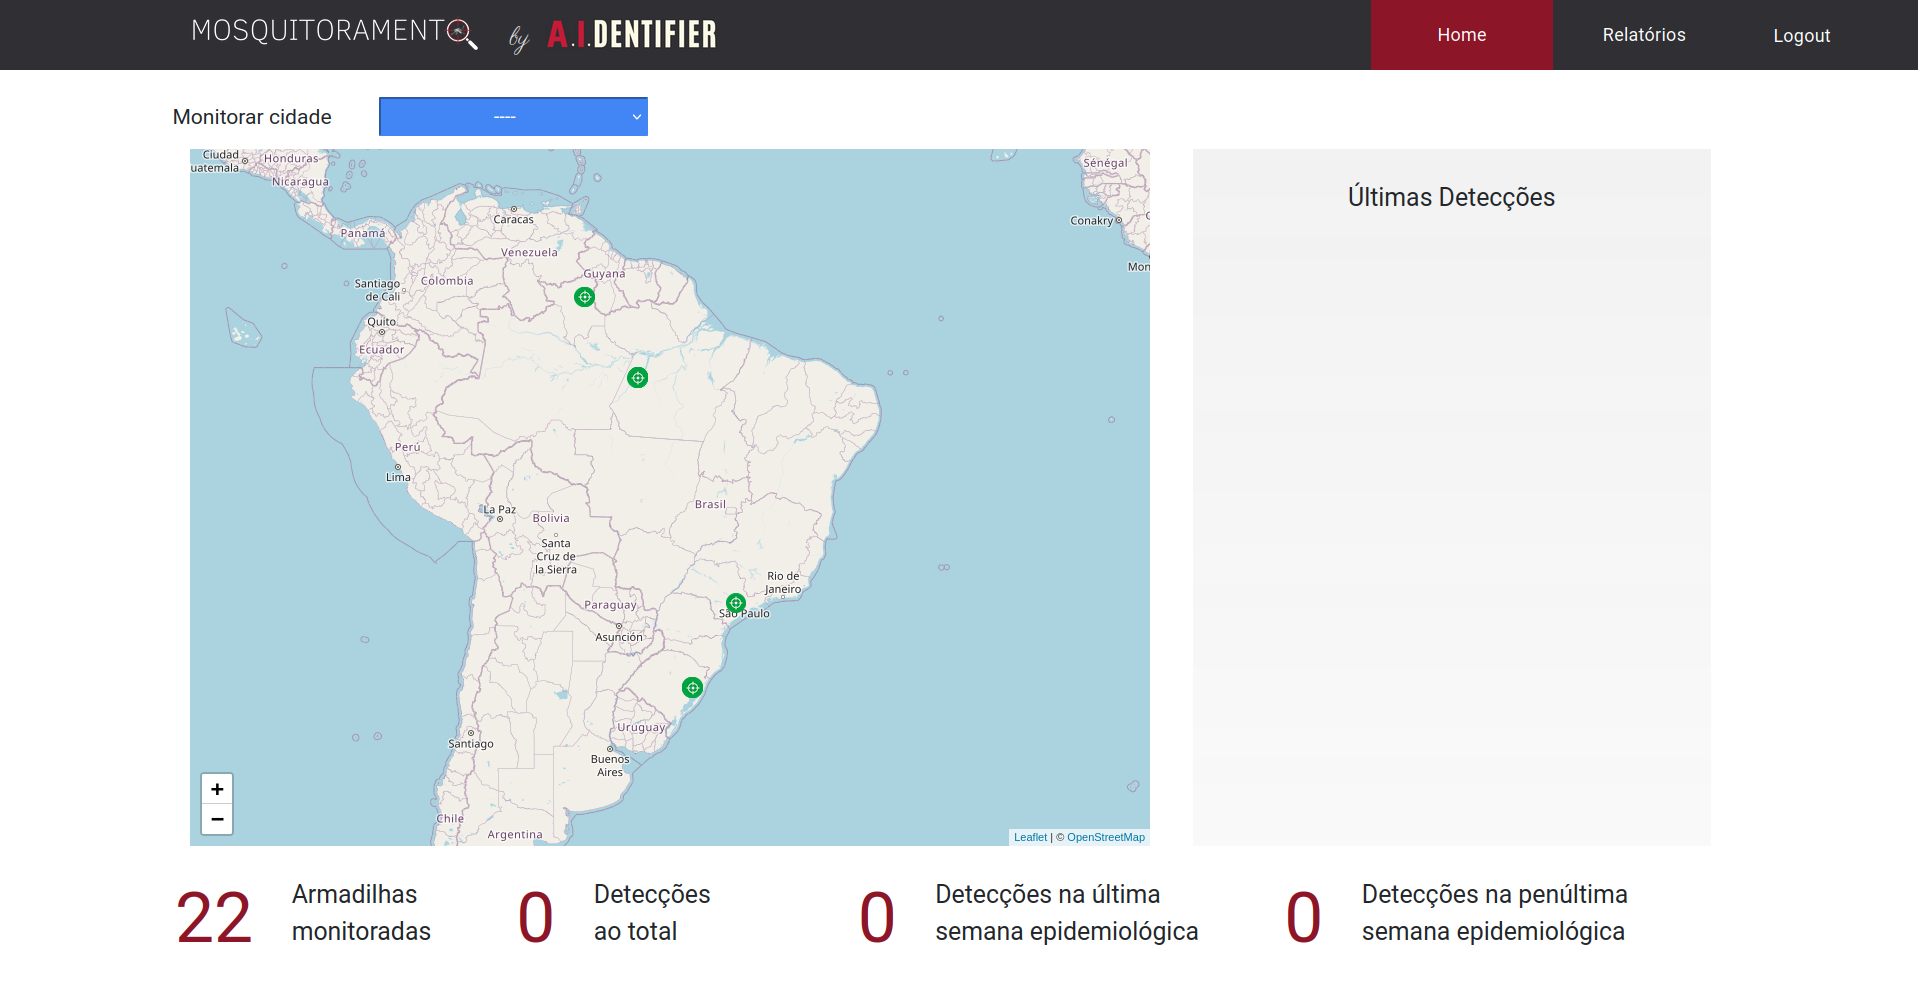 MOSQUITORAMENTO by A.I.DENTIFIER
Home
Relatórios
Logout
Monitorar cidade
----
Ciudad
uatemala
Honduras
Nicaragua
Panamá
Caracas
Venezuela
Guyana
Colombia
Santiago
de Cali
Quito
Ecuador
Perú
Lima
La Paz
Bolivia
Santa
Cruz de
la Sierra
Brasil
Rio de
Janeiro
São Paulo
Paraguay
Asunción
Uruguay
Santiago
Buenos
Aires
Chile
Argentina
Sénégal
Conakry
Mon
+
−
Leaflet | © OpenStreetMap
Últimas Detecções
22
Armadilhas
monitoradas
0
Detecções
ao total
0
Detecções na última
semana epidemiológica
0
Detecções na penúltima
semana epidemiológica